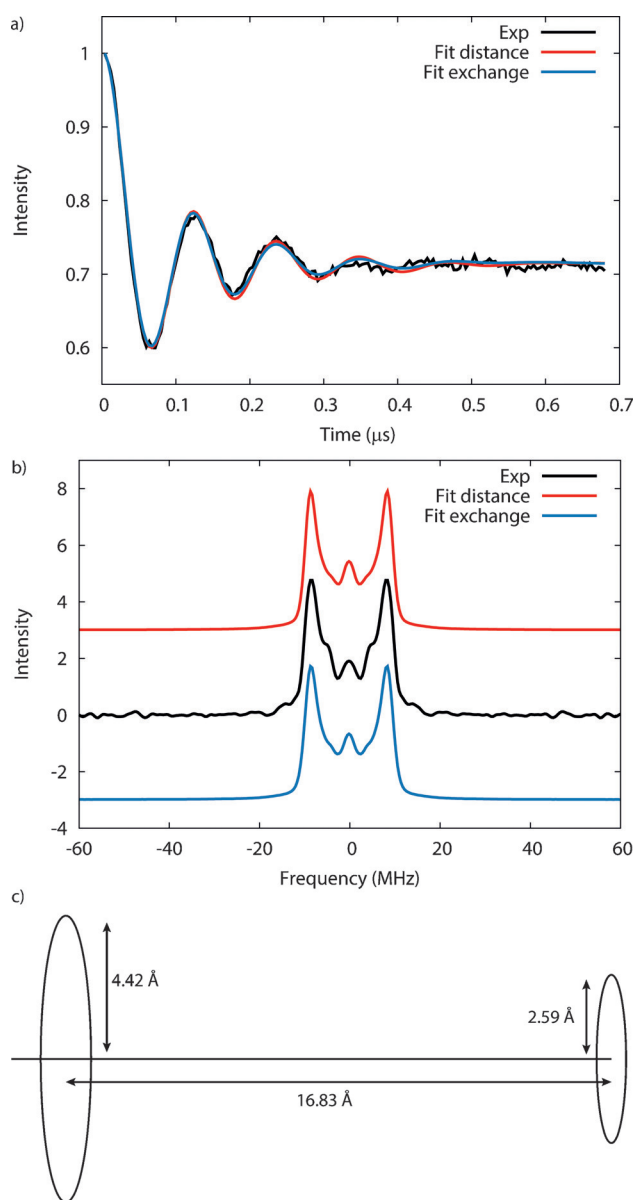 a)
Exp
Fit distance
Fit exchange
1
0.9
0.8
0.7
0.6
Intensity
0 0.1 0.2 0.3 0.4 0.5 0.6 0.7
Time (μs)
b)
Exp
Fit distance
Fit exchange
8
6
4
2
0
-2
-4
Intensity
-60 -40 -20 0 20 40 60
Frequency (MHz)
c)
4.42 Å
2.59 Å
16.83 Å